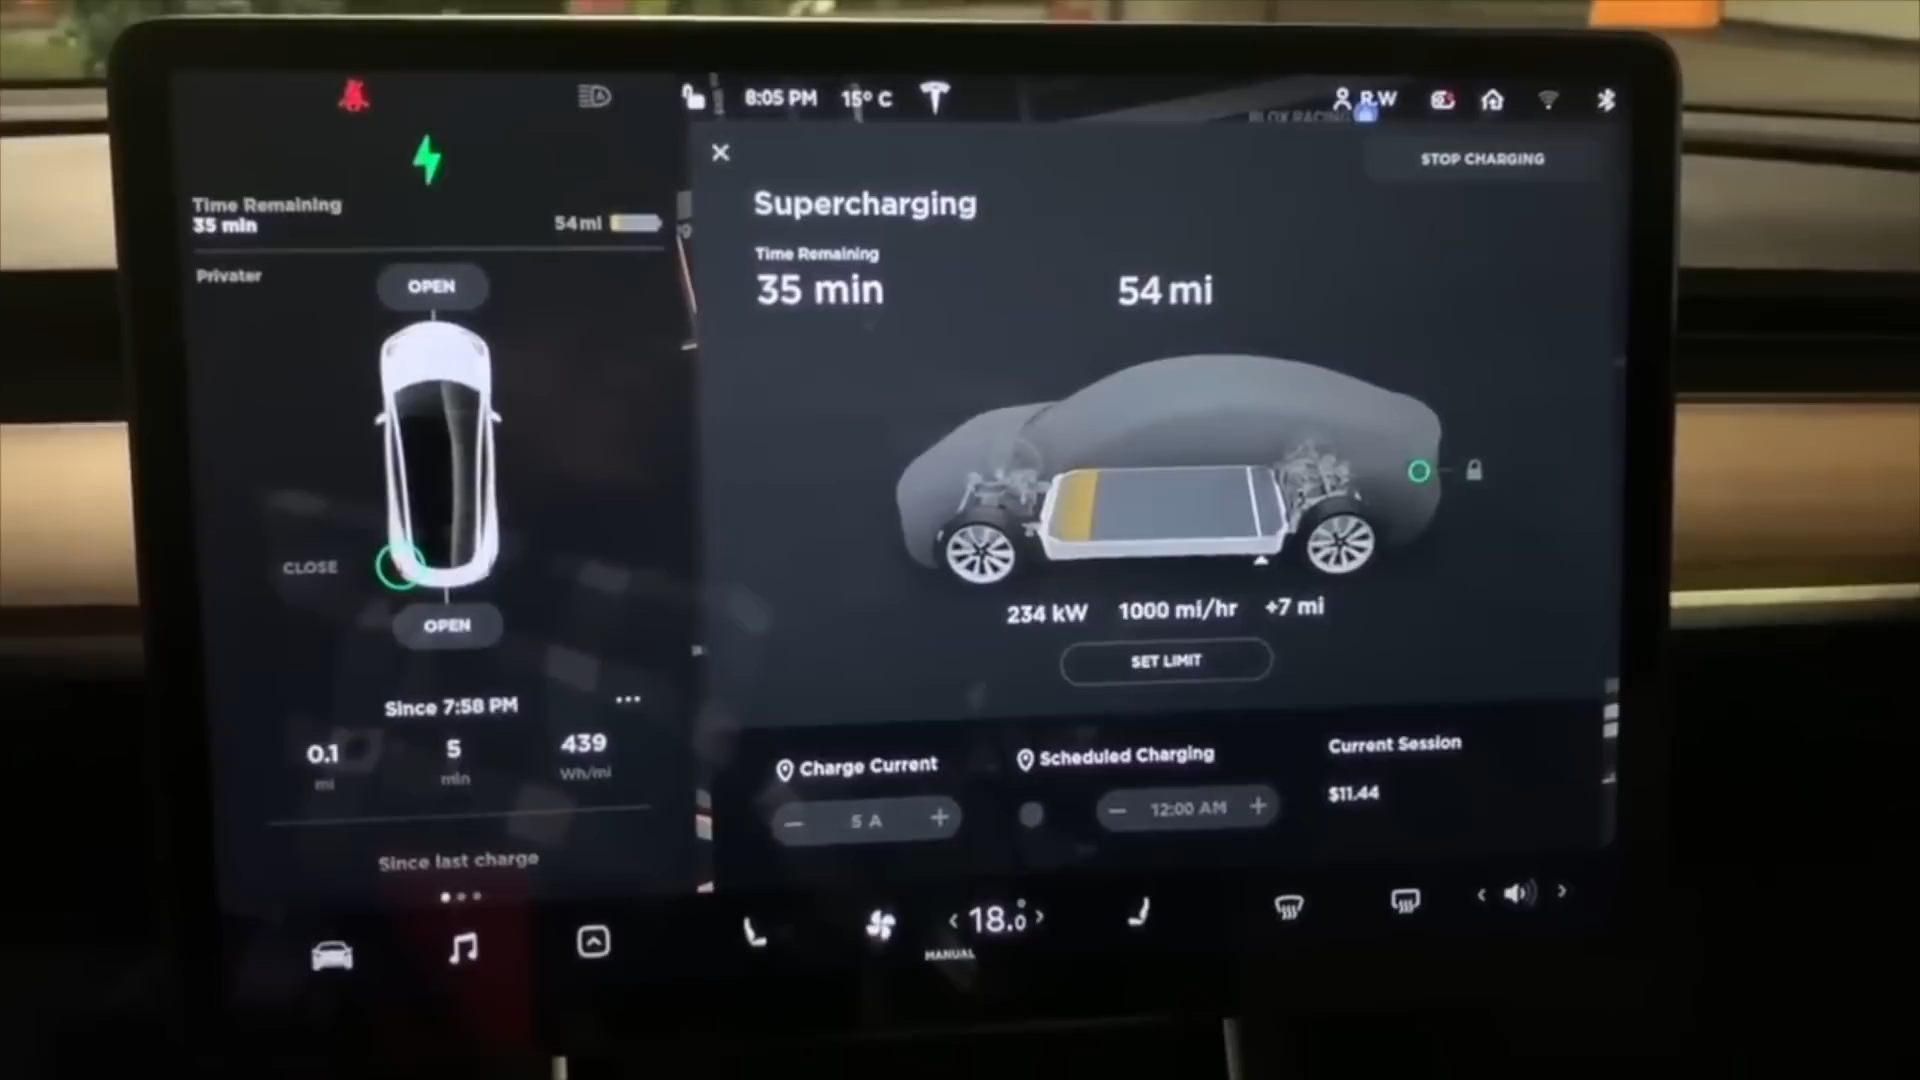 8:05 PM 15° C
R.W
BLOX RACING
STOP CHARGING
Time Remaining
35 min
54 mi
Privater
OPEN
CLOSE
OPEN
Since 7:58 PM
0.1 5 439
mi min Wh/mi
Since last charge
Supercharging
Time Remaining
35 min 54 mi
234 kW 1000 mi/hr +7 mi
SET LIMIT
Charge Current
− 5 A +
Scheduled Charging
− 12:00 AM +
Current Session
$11.44
< 18.0 >
MANUAL